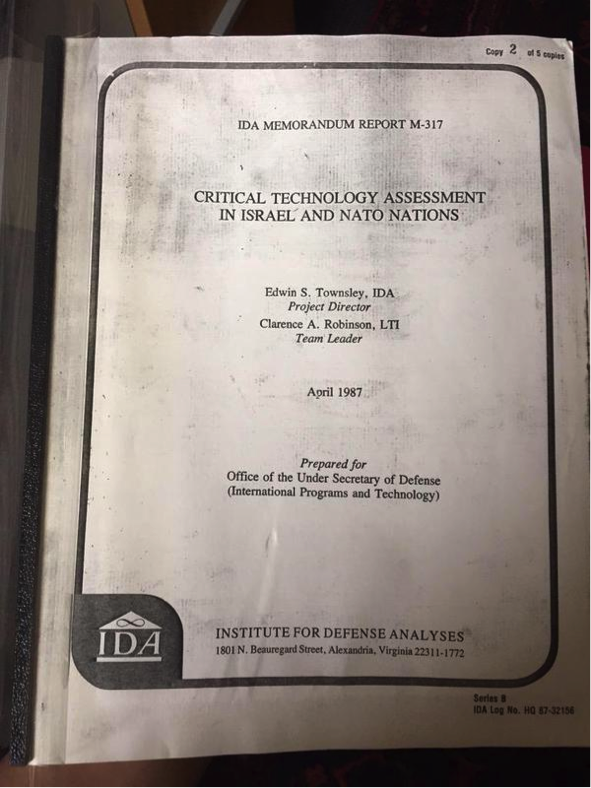 Copy 2 of 5 copies
IDA MEMORANDUM REPORT M-317
CRITICAL TECHNOLOGY ASSESSMENT
IN ISRAEL AND NATO NATIONS
Edwin S. Townsley, IDA
Project Director
Clarence A. Robinson, LTI
Team Leader
April 1987
Prepared for
Office of the Under Secretary of Defense
(International Programs and Technology)
IDA
INSTITUTE FOR DEFENSE ANALYSES
1801 N. Beauregard Street, Alexandria, Virginia 22311-1772
Series B
IDA Log No. HQ 87-32156